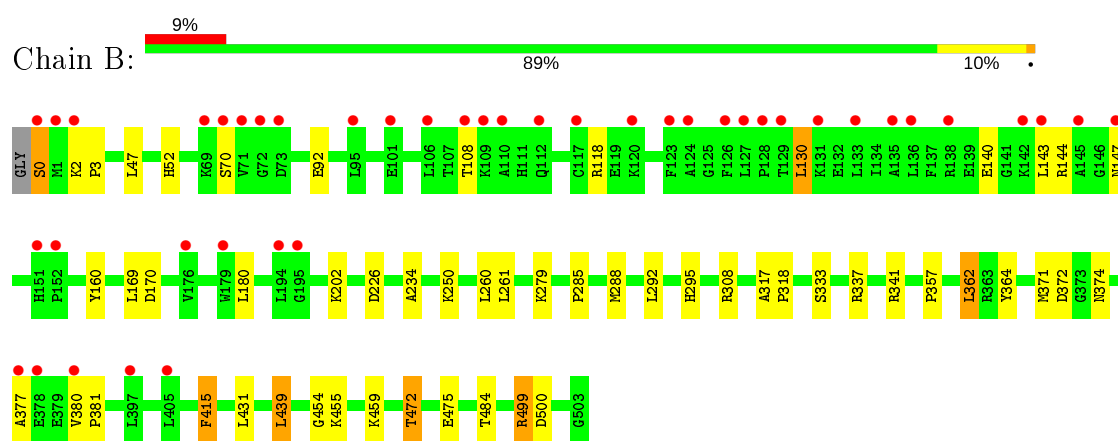 9%
Chain B:
89% 10% •
GLY S0 M1 K2 P3 L47 H52 K69 S70 V71 G72 D73 E92 L95 E101 L106 T107 T108 K109 A110 H111 Q112 C117 R118 E119 K120 F123 A124 G125 F126 L127 P128 T129 L130 K131 E132 L133 I134 A135 L136 F137 R138 E139 E140 G141 K142 L143 R144 A145 G146 N147
H151 P152 Y160 L169 D170 V176 W179 L180 L194 G195 K202 D226 A234 K250 L260 L261 K279 P285 M288 L292 H295 R308 A317 P318 S333 R337 R341 P357 L362 R363 Y364 M371 D372 G373 N374
A377 E378 E379 V380 P381 L397 L405 F415 L431 L439 G454 K455 K459 T472 E475 T484 R499 D500 G503